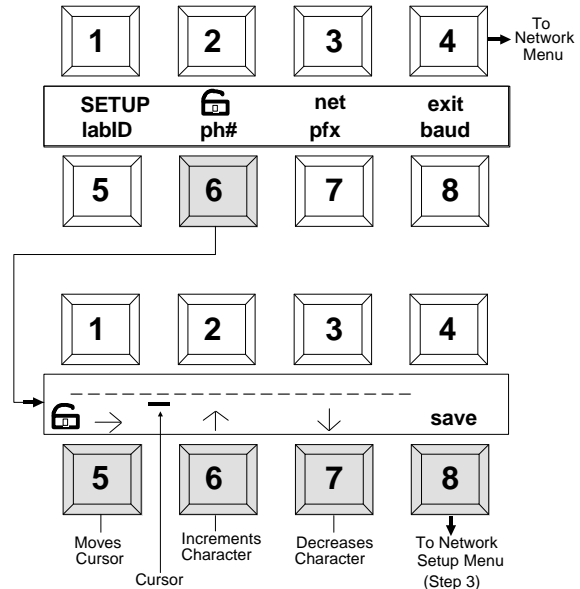 1 2 3 4
To
Network
Menu
SETUP net exit
labID ph# pfx baud
5 6 7 8
1 2 3 4
save
5 6 7 8
Moves
Cursor
Increments
Character
Decreases
Character
To Network
Setup Menu
(Step 3)
Cursor